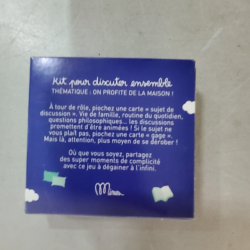 Kit pour discuter ensemble
THÉMATIQUE : ON PROFITE DE LA MAISON !
À tour de rôle, piochez une carte « sujet de
discussion ». Vie de famille, routine du quotidien,
questions philosophiques... les discussions
promettent d'être animées ! Si le sujet ne
vous plaît pas, piochez une carte « gage ».
Mais là, attention, plus moyen de se dérober !
Où que vous soyez, partagez
des super moments de complicité
avec ce jeu à dégainer à l'infini.
Minus